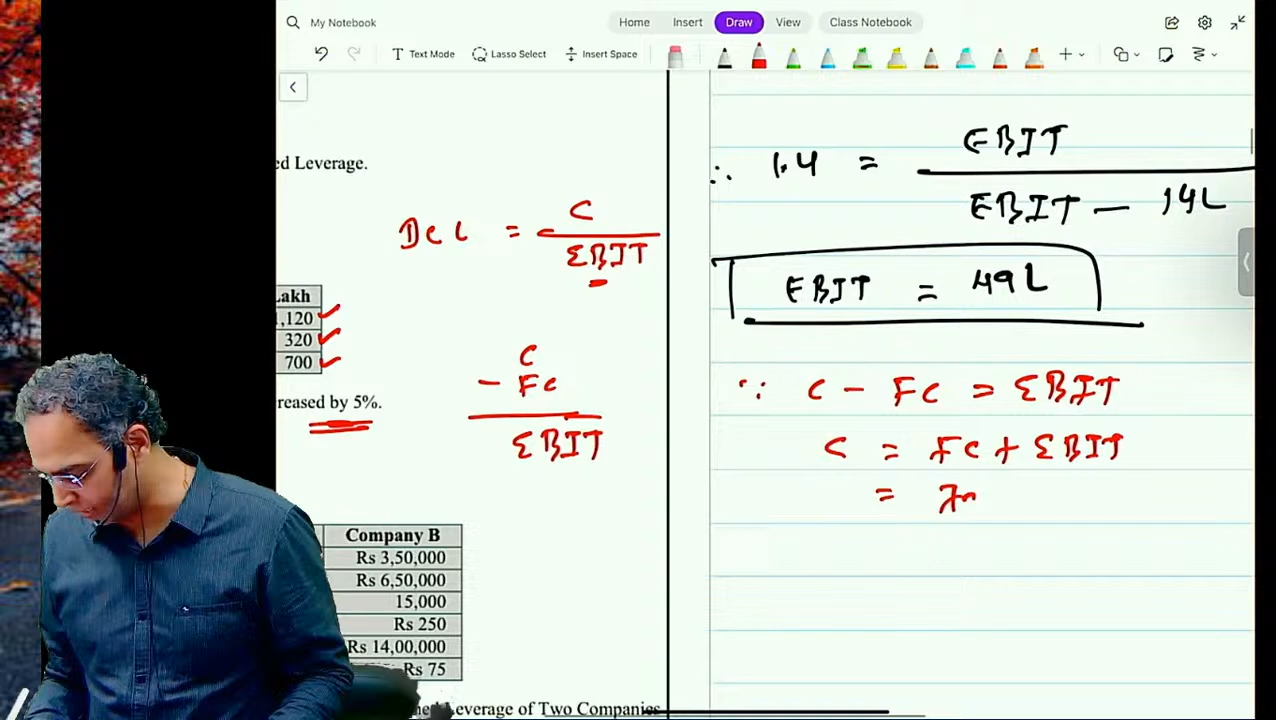 My Notebook
Home Insert Draw View Class Notebook
Text Mode Lasso Select Insert Space
ed Leverage.
DCL = C / EBIT
Lakh
1,120
320
700
reased by 5%.
C
- FC
EBIT
Company B
Rs 3,50,000
Rs 6,50,000
15,000
Rs 250
Rs 14,00,000
Rs 75
ned Leverage of Two Companies
∴ 1.4 = EBIT / EBIT - 14L
EBIT = 49L
∵ C - FC = EBIT
C = FC + EBIT
= 7